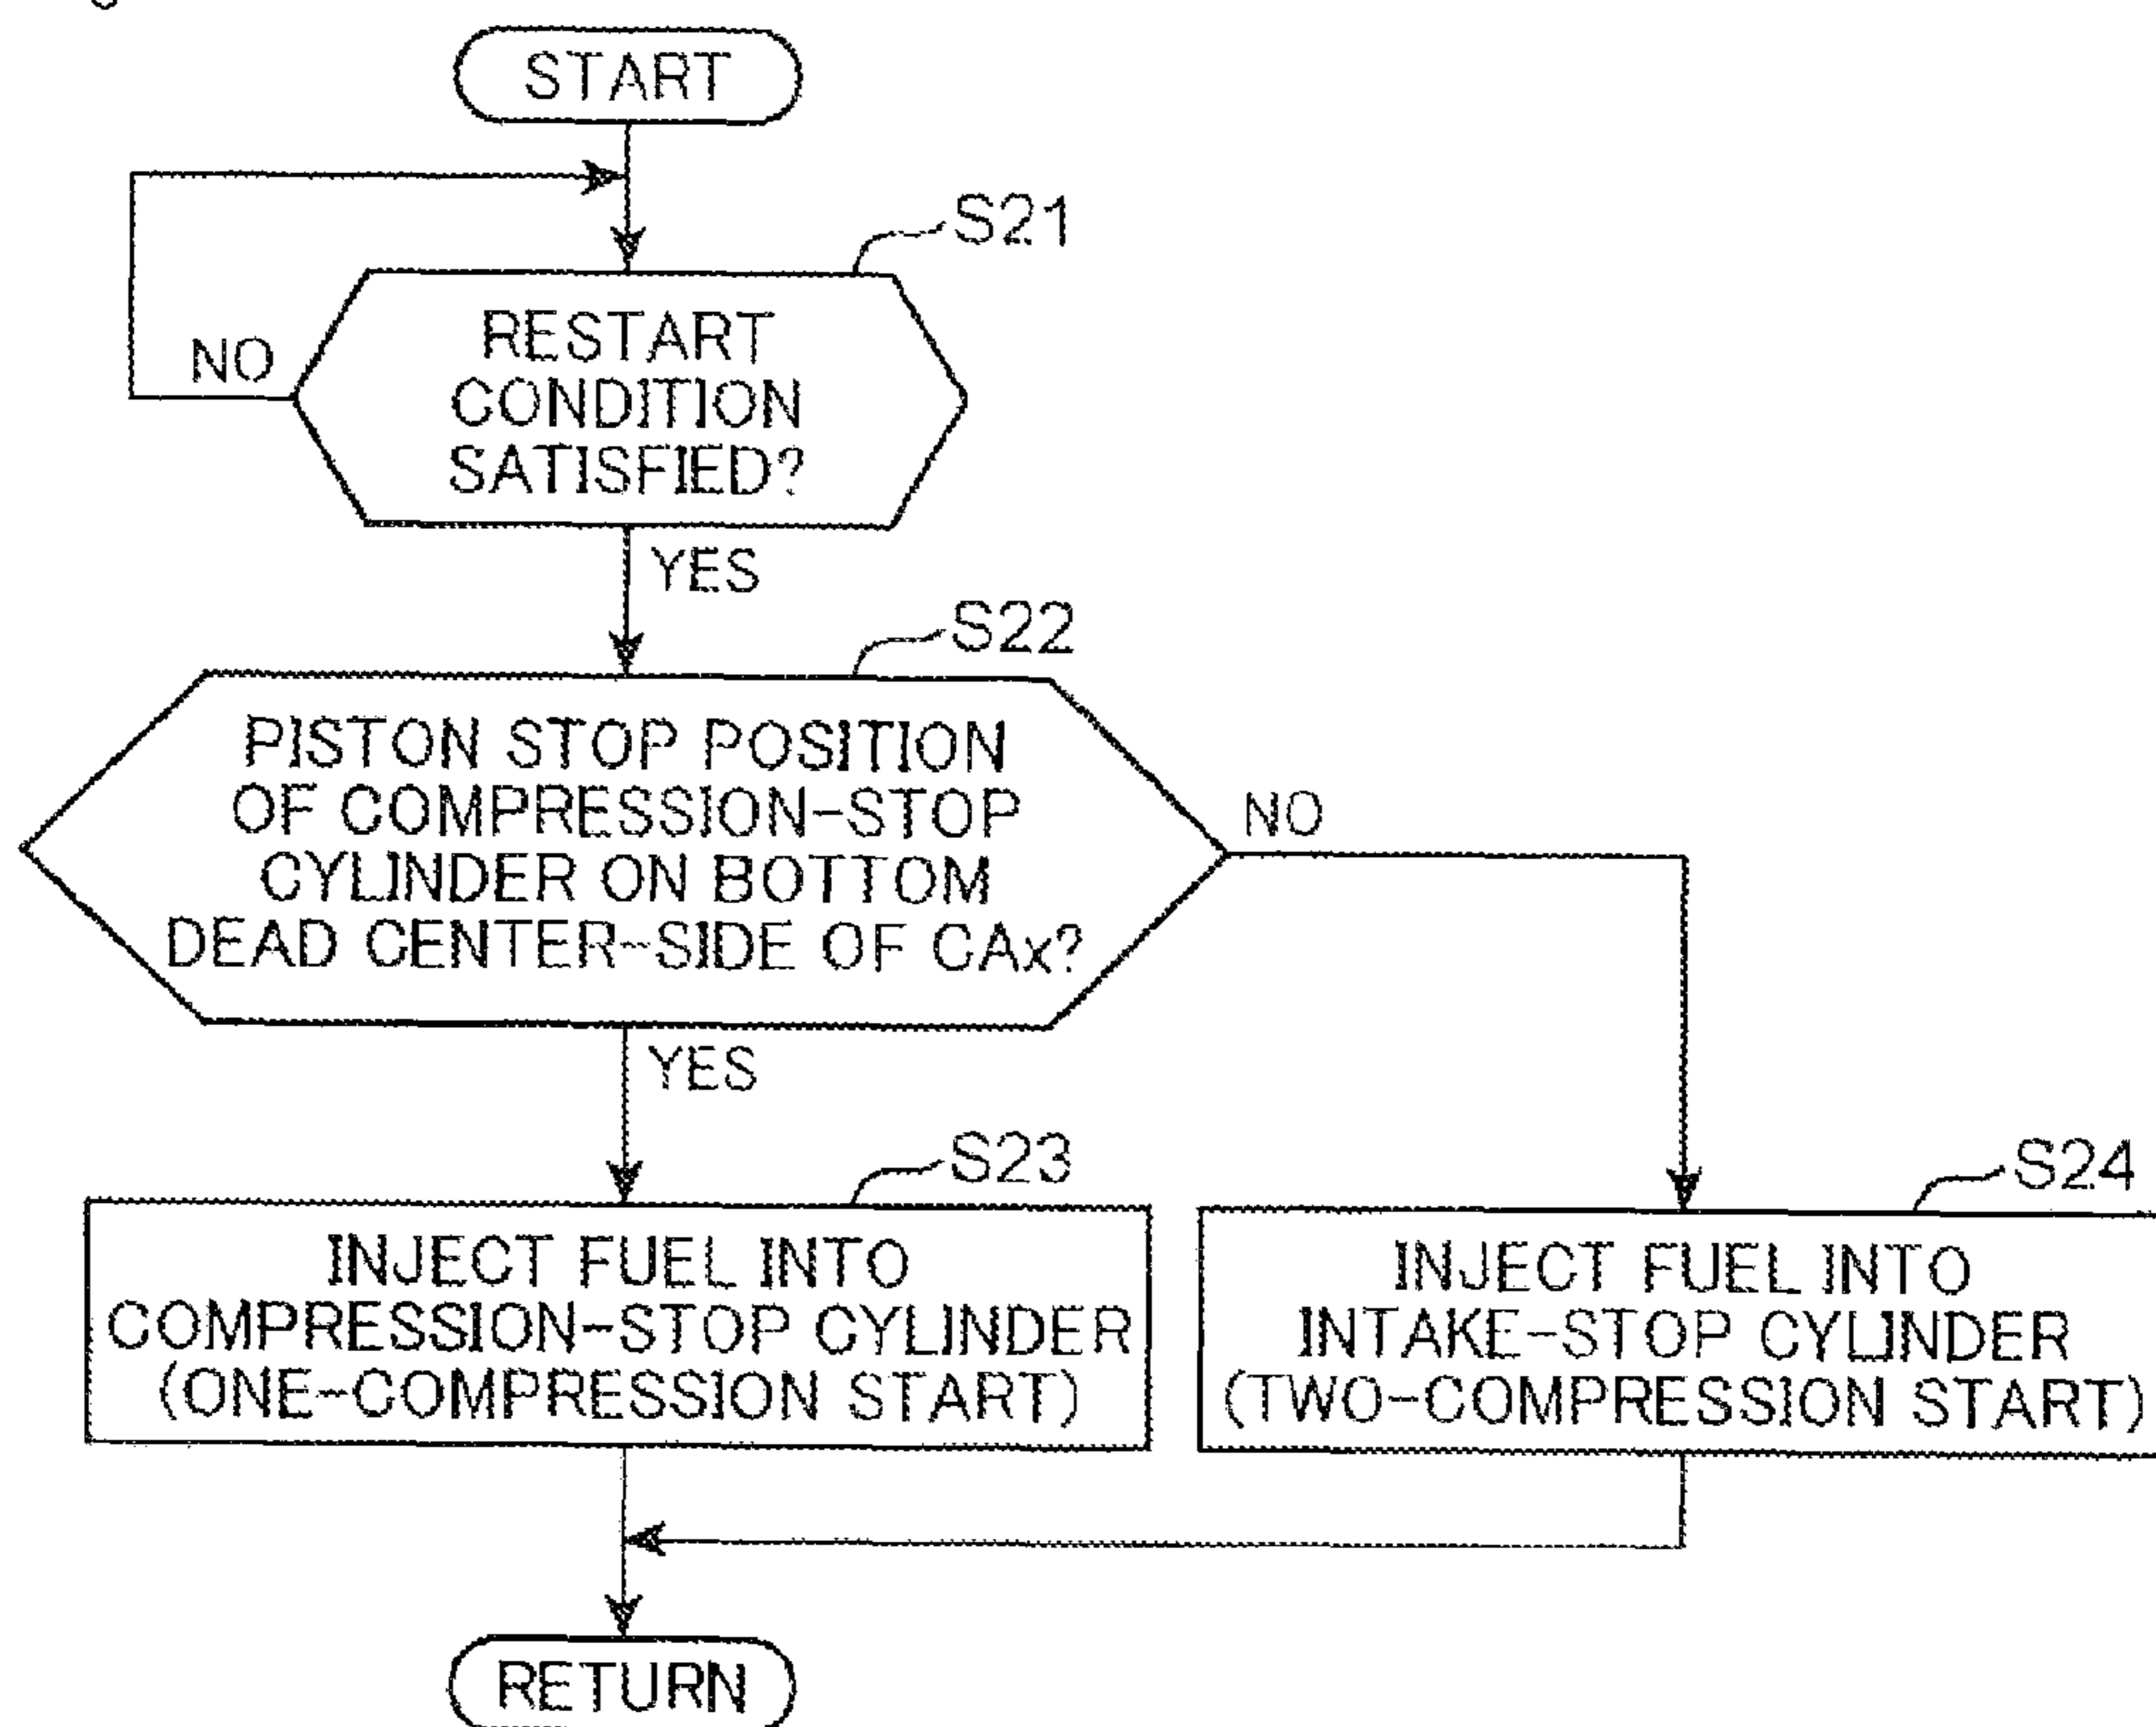 START
S21
RESTART
CONDITION
SATISFIED?
NO
YES
S22
PISTON STOP POSITION
OF COMPRESSION-STOP
CYLINDER ON BOTTOM
DEAD CENTER-SIDE OF CAx?
NO
YES
S23
INJECT FUEL INTO
COMPRESSION-STOP CYLINDER
(ONE-COMPRESSION START)
S24
INJECT FUEL INTO
INTAKE-STOP CYLINDER
(TWO-COMPRESSION START)
RETURN